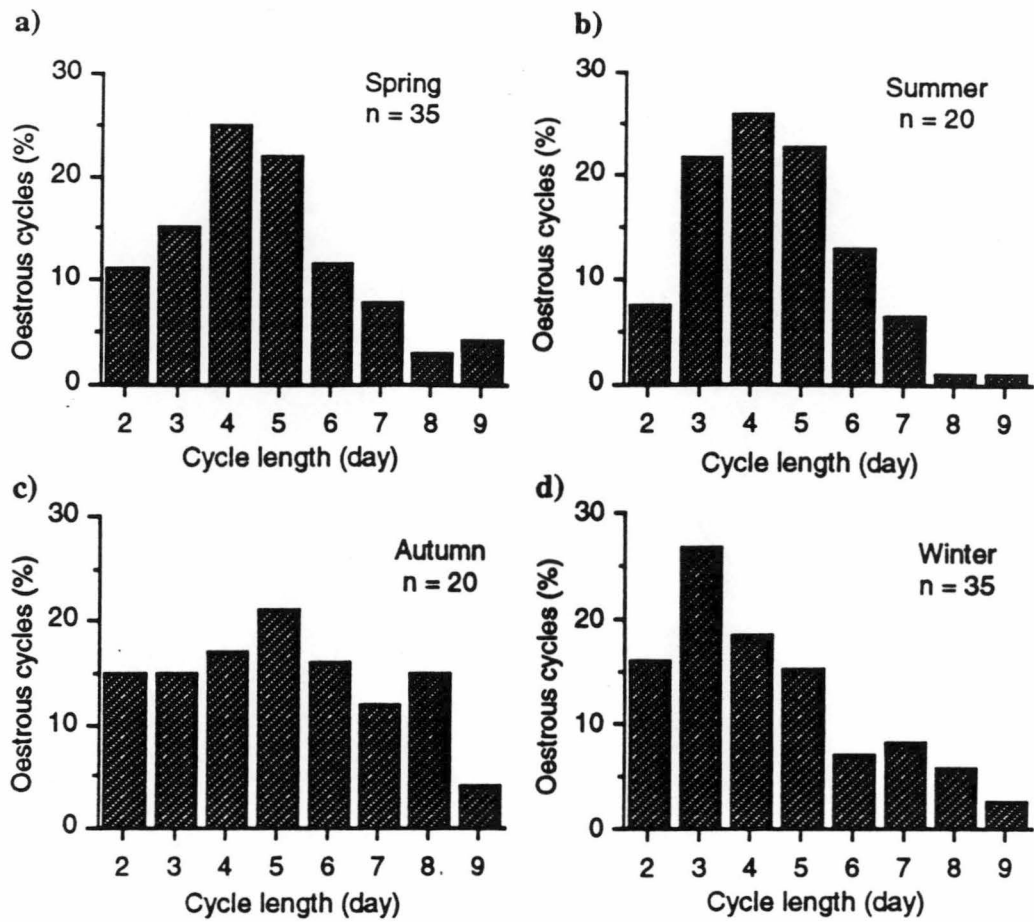 a)
30
20
10
0
Oestrous cycles (%)
Spring
n = 35
2 3 4 5 6 7 8 9
Cycle length (day)
b)
30
20
10
0
Oestrous cycles (%)
Summer
n = 20
2 3 4 5 6 7 8 9
Cycle length (day)
c)
30
20
10
0
Oestrous cycles (%)
Autumn
n = 20
2 3 4 5 6 7 8 9
Cycle length (day)
d)
30
20
10
0
Oestrous cycles (%)
Winter
n = 35
2 3 4 5 6 7 8 9
Cycle length (day)